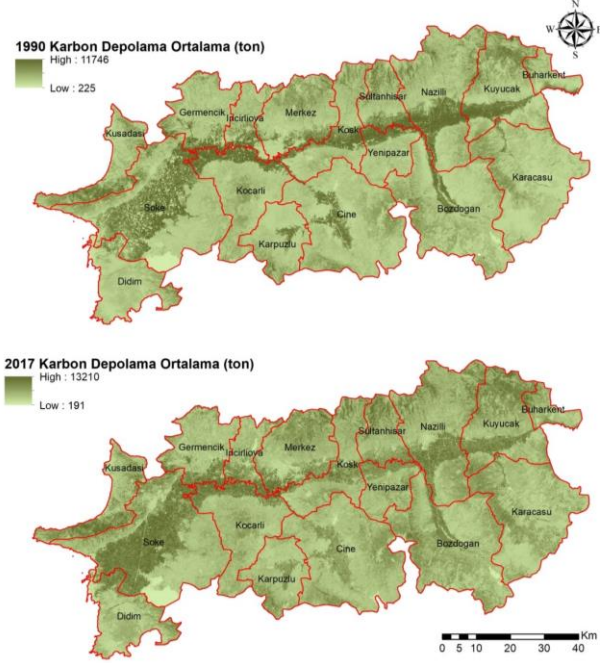 1990 Karbon Depolama Ortalama (ton)
High : 11746
Low : 225
N
W
E
S
Buharkent
Kuyucak
Nazilli
Sultanhisar
Merkez
Germencik
Incirliova
Kusadasi
Kosk
Yenipazar
Karacasu
Kocarli
Soke
Cine
Bozdogan
Karpuzlu
Didim
2017 Karbon Depolama Ortalama (ton)
High : 13210
Low : 191
Buharkent
Kuyucak
Nazilli
Sultanhisar
Merkez
Germencik
Incirliova
Kusadasi
Kosk
Yenipazar
Karacasu
Kocarli
Soke
Cine
Bozdogan
Karpuzlu
Didim
Km
0 5 10 20 30 40